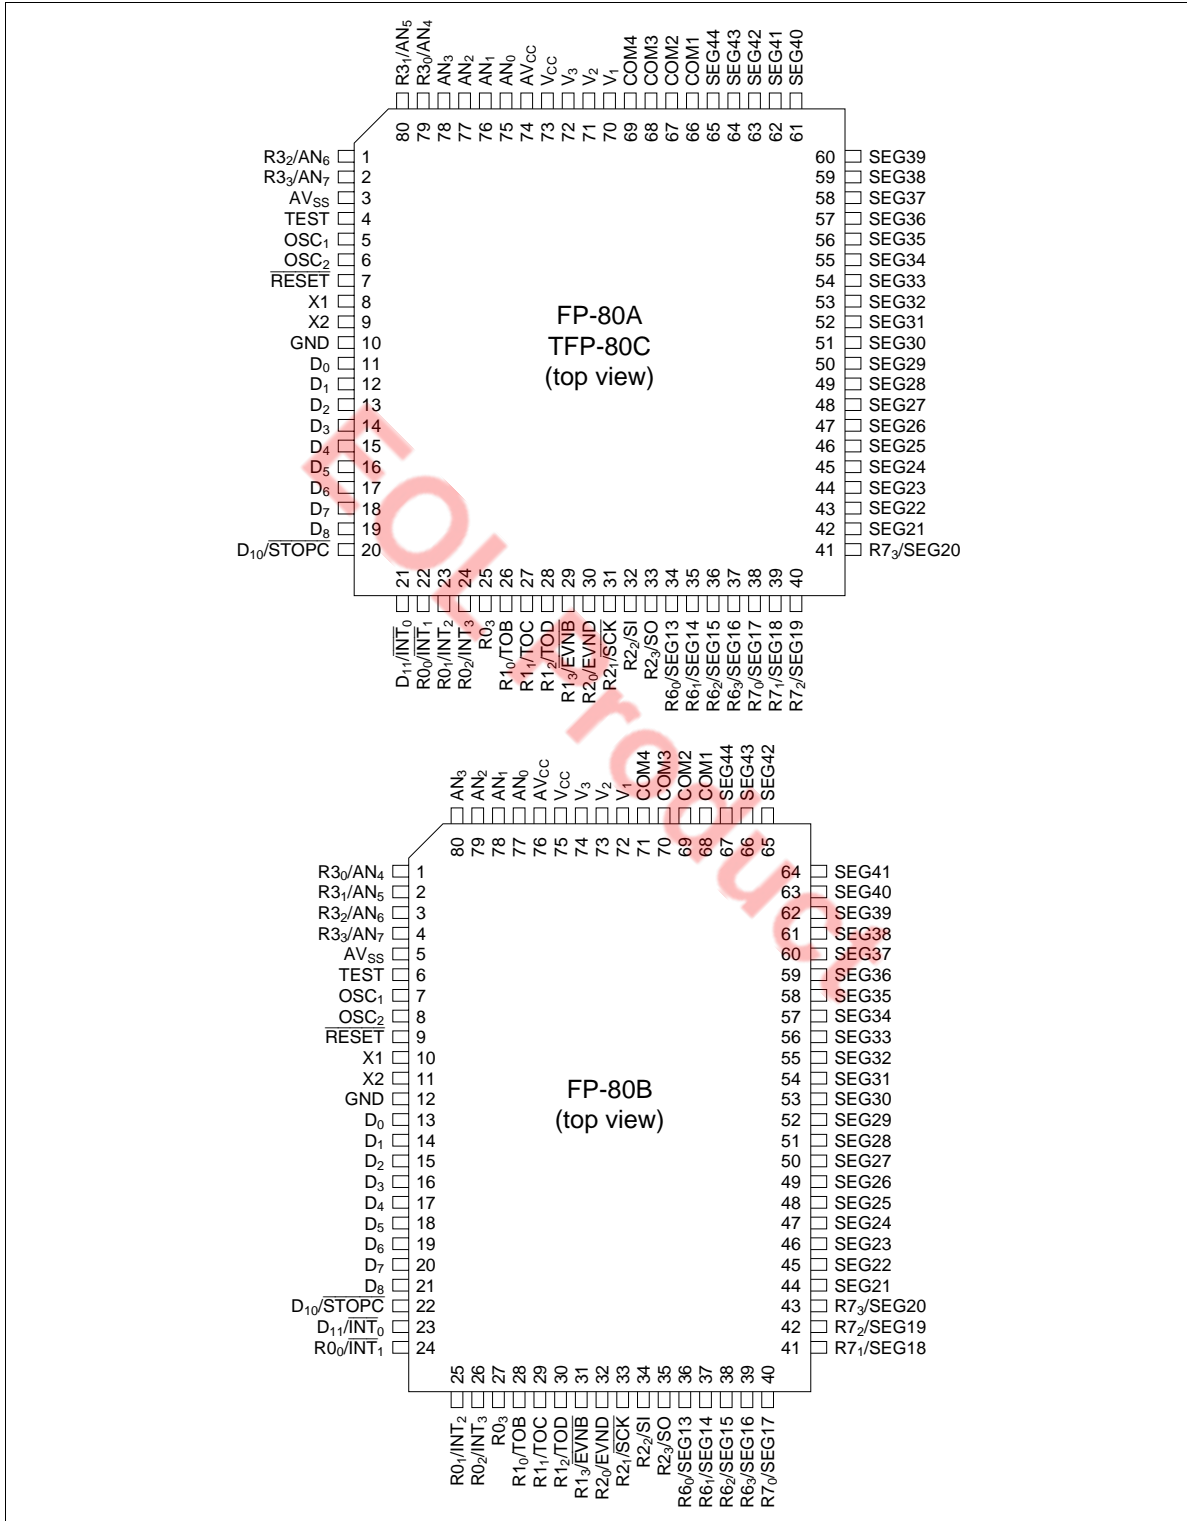 R3₁/AN₅
R3₀/AN₄
AN₃
AN₂
AN₁
AN₀
AVCC
VCC
V₃
V₂
V₁
COM4
COM3
COM2
COM1
SEG44
SEG43
SEG42
SEG41
SEG40
80 79 78 77 76 75 74 73 72 71 70 69 68 67 66 65 64 63 62 61
R3₂/AN₆ 1 60 SEG39
R3₃/AN₇ 2 59 SEG38
AVSS 3 58 SEG37
TEST 4 57 SEG36
OSC₁ 5 56 SEG35
OSC₂ 6 55 SEG34
R̅E̅S̅E̅T̅ 7 54 SEG33
X1 8 53 SEG32
X2 9 52 SEG31
GND 10 51 SEG30
D₀ 11 50 SEG29
D₁ 12 49 SEG28
D₂ 13 48 SEG27
D₃ 14 47 SEG26
D₄ 15 46 SEG25
D₅ 16 45 SEG24
D₆ 17 44 SEG23
D₇ 18 43 SEG22
D₈ 19 42 SEG21
D₁₀/S̅T̅O̅P̅C̅ 20 41 R7₃/SEG20
FP-80A
TFP-80C
(top view)
21 22 23 24 25 26 27 28 29 30 31 32 33 34 35 36 37 38 39 40
D₁₁/I̅N̅T̅₀
R0₀/I̅N̅T̅₁
R0₁/INT₂
R0₂/INT₃
R0₃
R1₀/TOB
R1₁/TOC
R1₂/TOD
R1₃/E̅V̅N̅B̅
R2₀/EVND
R2₁/S̅C̅K̅
R2₂/SI
R2₃/SO
R6₀/SEG13
R6₁/SEG14
R6₂/SEG15
R6₃/SEG16
R7₀/SEG17
R7₁/SEG18
R7₂/SEG19
EOL Product
AN₃
AN₂
AN₁
AN₀
AVCC
VCC
V₃
V₂
V₁
COM4
COM3
COM2
COM1
SEG44
SEG43
SEG42
80 79 78 77 76 75 74 73 72 71 70 69 68 67 66 65
R3₀/AN₄ 1 64 SEG41
R3₁/AN₅ 2 63 SEG40
R3₂/AN₆ 3 62 SEG39
R3₃/AN₇ 4 61 SEG38
AVSS 5 60 SEG37
TEST 6 59 SEG36
OSC₁ 7 58 SEG35
OSC₂ 8 57 SEG34
R̅E̅S̅E̅T̅ 9 56 SEG33
X1 10 55 SEG32
X2 11 54 SEG31
GND 12 53 SEG30
D₀ 13 52 SEG29
D₁ 14 51 SEG28
D₂ 15 50 SEG27
D₃ 16 49 SEG26
D₄ 17 48 SEG25
D₅ 18 47 SEG24
D₆ 19 46 SEG23
D₇ 20 45 SEG22
D₈ 21 44 SEG21
D₁₀/S̅T̅O̅P̅C̅ 22 43 R7₃/SEG20
D₁₁/I̅N̅T̅₀ 23 42 R7₂/SEG19
R0₀/I̅N̅T̅₁ 24 41 R7₁/SEG18
FP-80B
(top view)
25 26 27 28 29 30 31 32 33 34 35 36 37 38 39 40
R0₁/INT₂
R0₂/INT₃
R0₃
R1₀/TOB
R1₁/TOC
R1₂/TOD
R1₃/E̅V̅N̅B̅
R2₀/EVND
R2₁/S̅C̅K̅
R2₂/SI
R2₃/SO
R6₀/SEG13
R6₁/SEG14
R6₂/SEG15
R6₃/SEG16
R7₀/SEG17